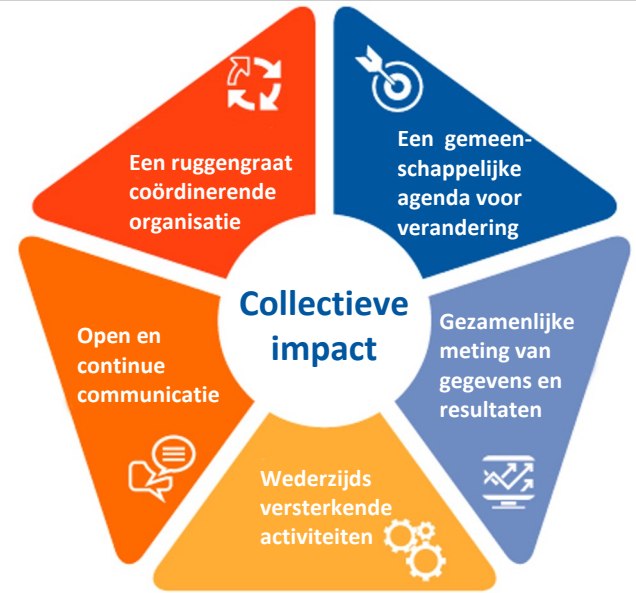 Collectieve
impact
Een gemeen-
schappelijke
agenda voor
verandering
Gezamenlijke
meting van
gegevens en
resultaten
Wederzijds
versterkende
activiteiten
Open en
continue
communicatie
Een ruggengraat
coördinerende
organisatie